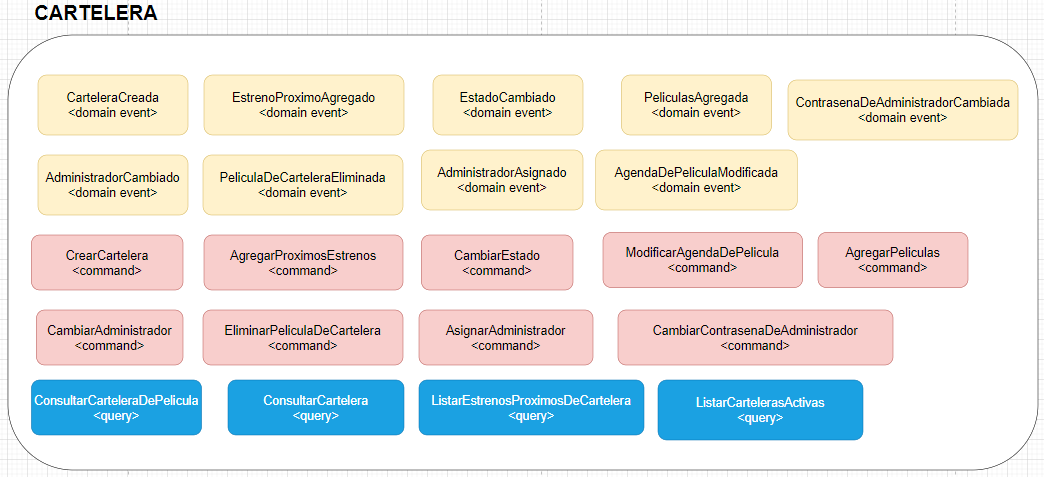 CARTELERA
CarteleraCreada
<domain event>
EstrenoProximoAgregado
<domain event>
EstadoCambiado
<domain event>
PeliculasAgregada
<domain event>
ContrasenaDeAdministradorCambiada
<domain event>
AdministradorCambiado
<domain event>
PeliculaDeCarteleraEliminada
<domain event>
AdministradorAsignado
<domain event>
AgendaDePeliculaModificada
<domain event>
CrearCartelera
<command>
AgregarProximosEstrenos
<command>
CambiarEstado
<command>
ModificarAgendaDePelicula
<command>
AgregarPeliculas
<command>
CambiarAdministrador
<command>
EliminarPeliculaDeCartelera
<command>
AsignarAdministrador
<command>
CambiarContrasenaDeAdministrador
<command>
ConsultarCarteleraDePelicula
<query>
ConsultarCartelera
<query>
ListarEstrenosProximosDeCartelera
<query>
ListarCartelerasActivas
<query>